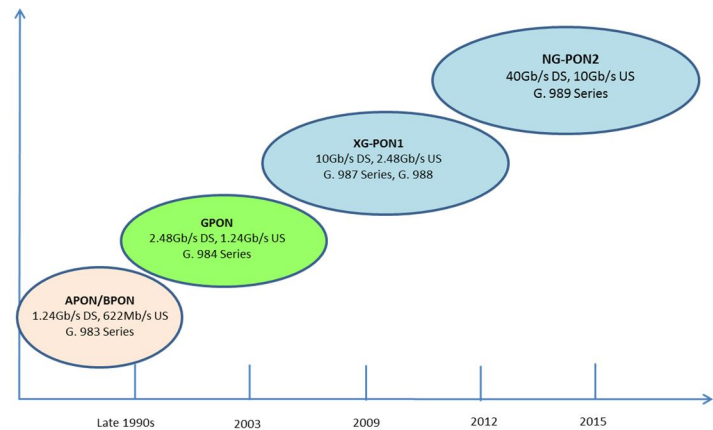 NG-PON2
40Gb/s DS, 10Gb/s US
G. 989 Series
XG-PON1
10Gb/s DS, 2.48Gb/s US
G. 987 Series, G. 988
GPON
2.48Gb/s DS, 1.24Gb/s US
G. 984 Series
APON/BPON
1.24Gb/s DS, 622Mb/s US
G. 983 Series
Late 1990s
2003
2009
2012
2015